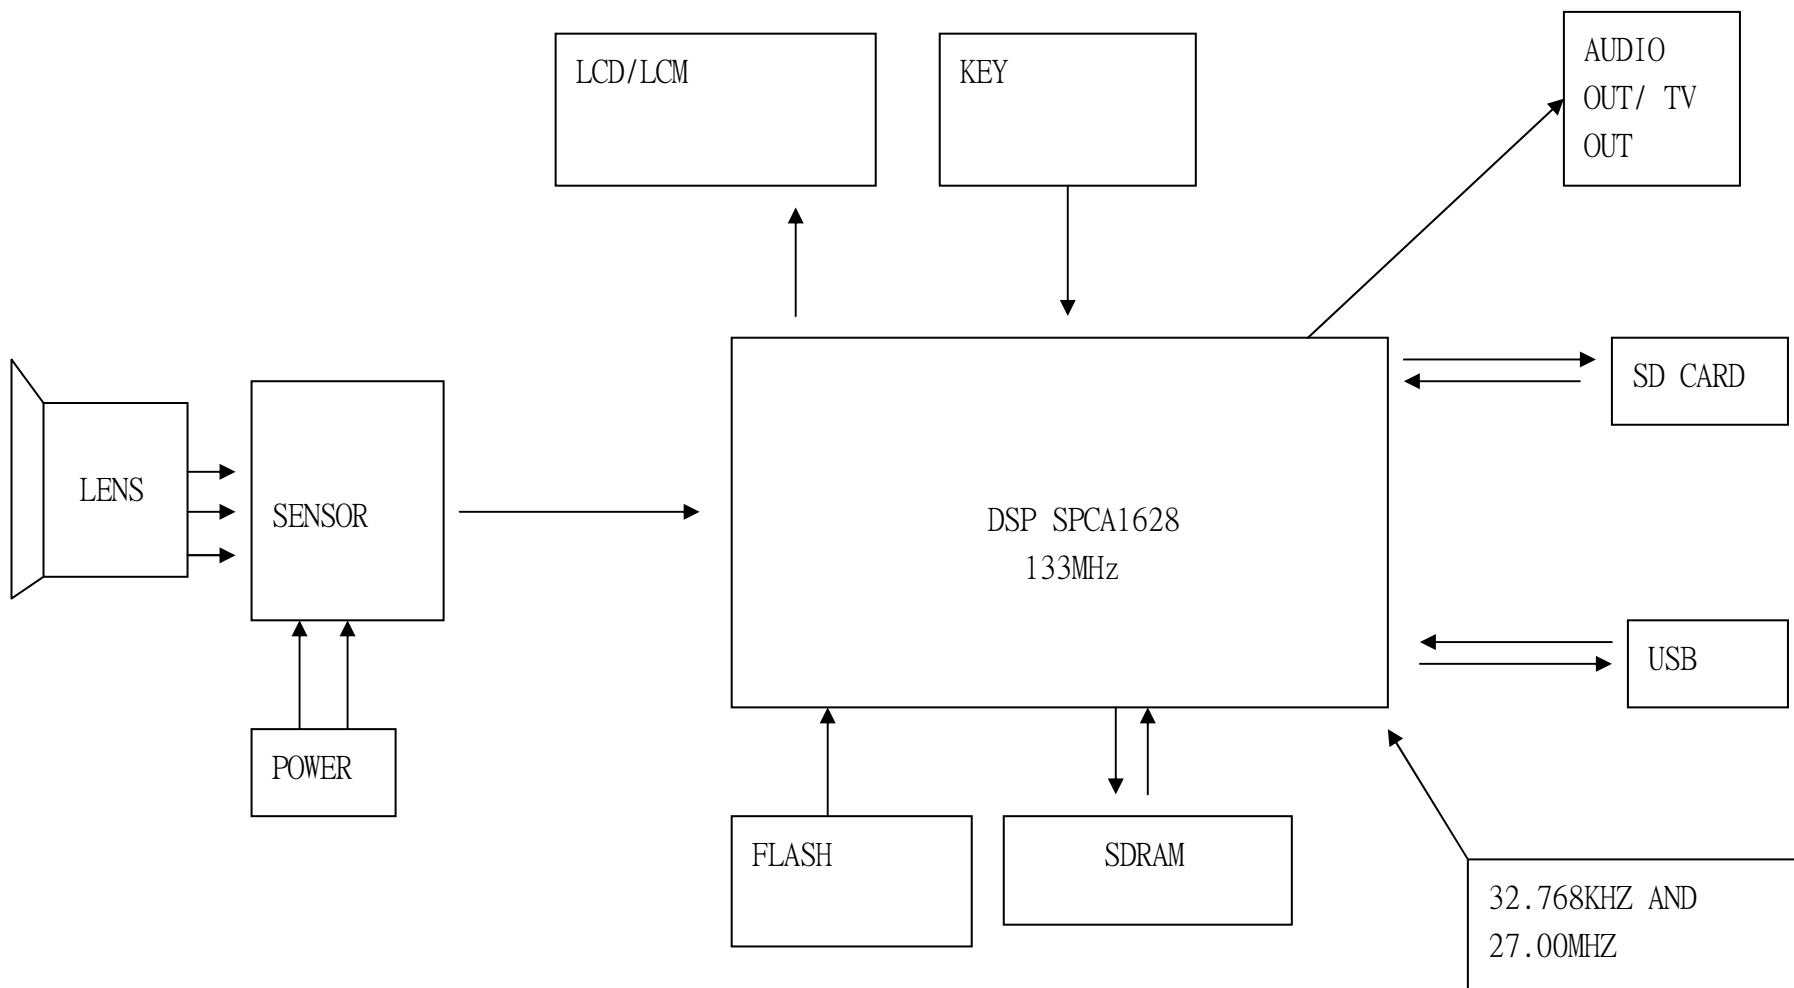 LCD/LCM
KEY
AUDIO
OUT/ TV
OUT
SD CARD
LENS
SENSOR
DSP SPCA1628
133MHz
USB
POWER
FLASH
SDRAM
32.768KHZ AND
27.00MHZ